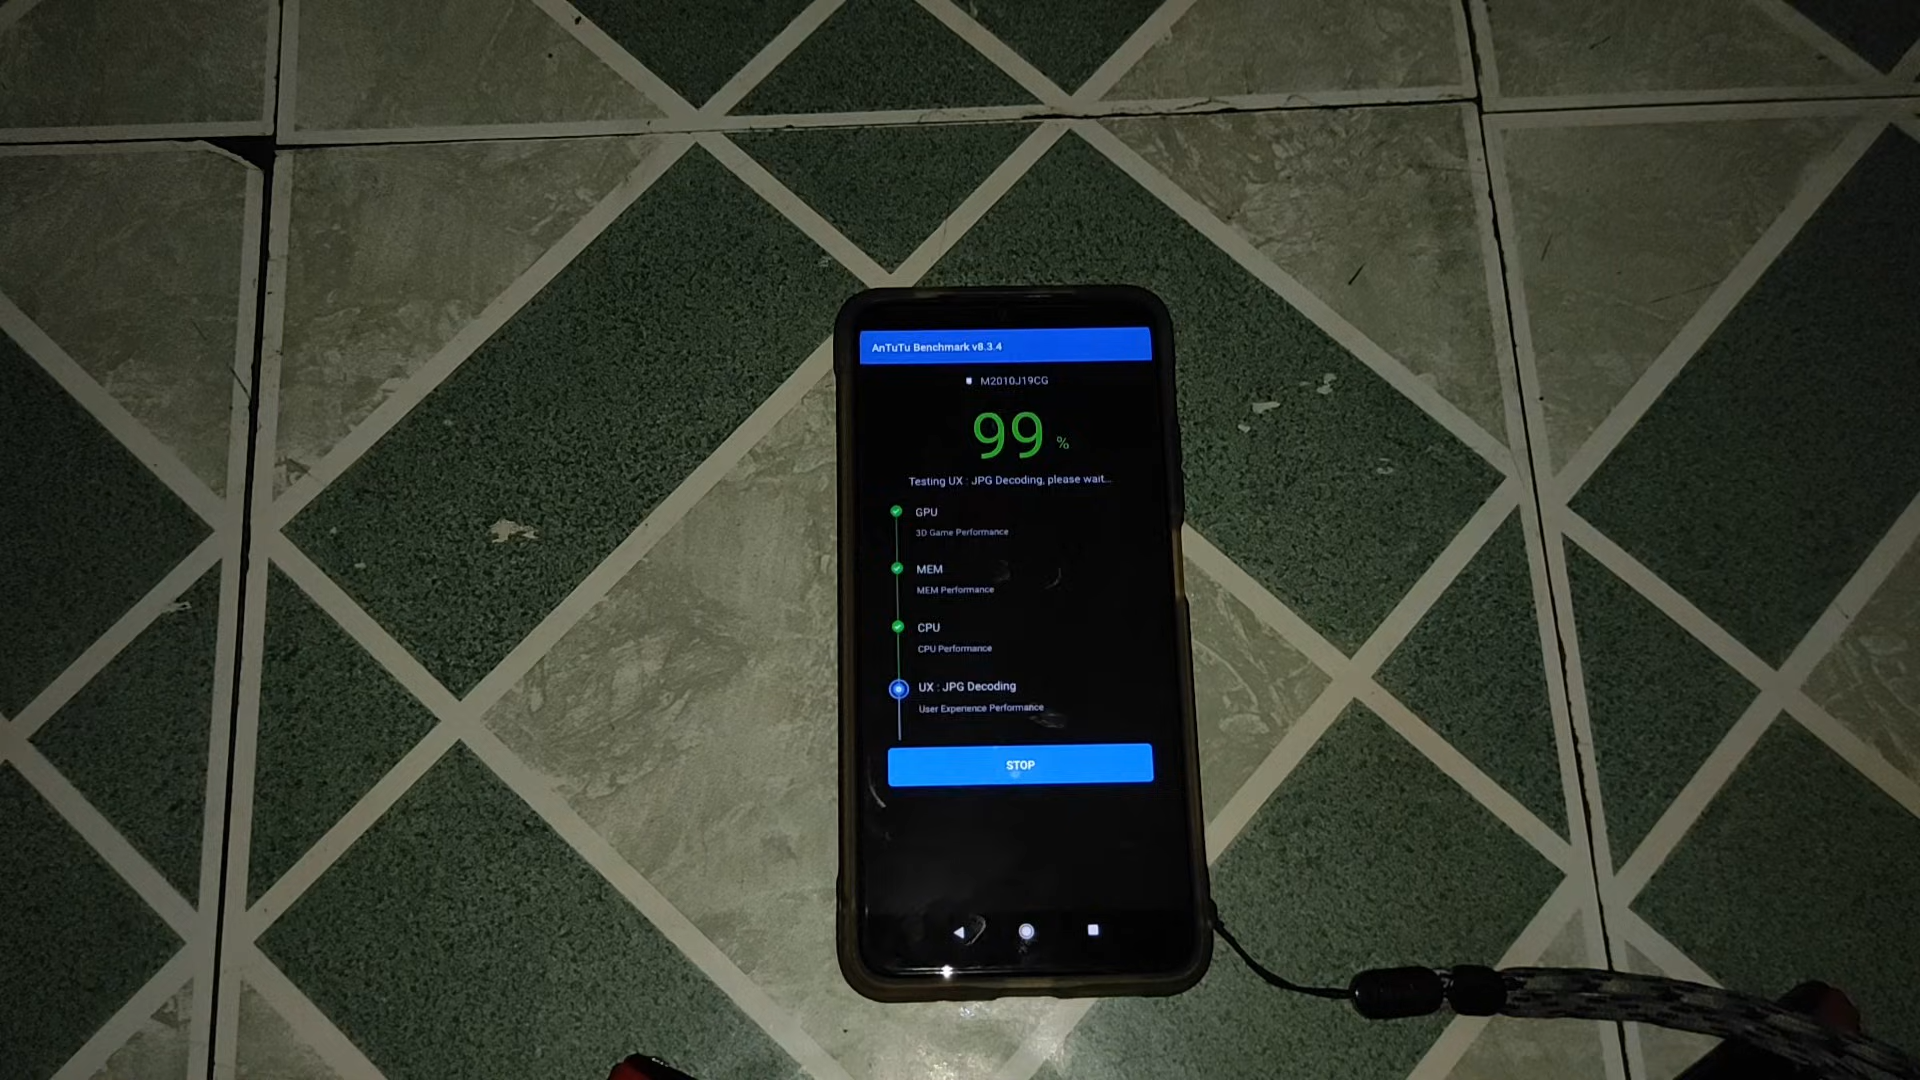 AnTuTu Benchmark v8.3.4
M2010J19CG
99 %
Testing UX : JPG Decoding, please wait...
GPU
3D Game Performance
MEM
MEM Performance
CPU
CPU Performance
UX : JPG Decoding
User Experience Performance
STOP